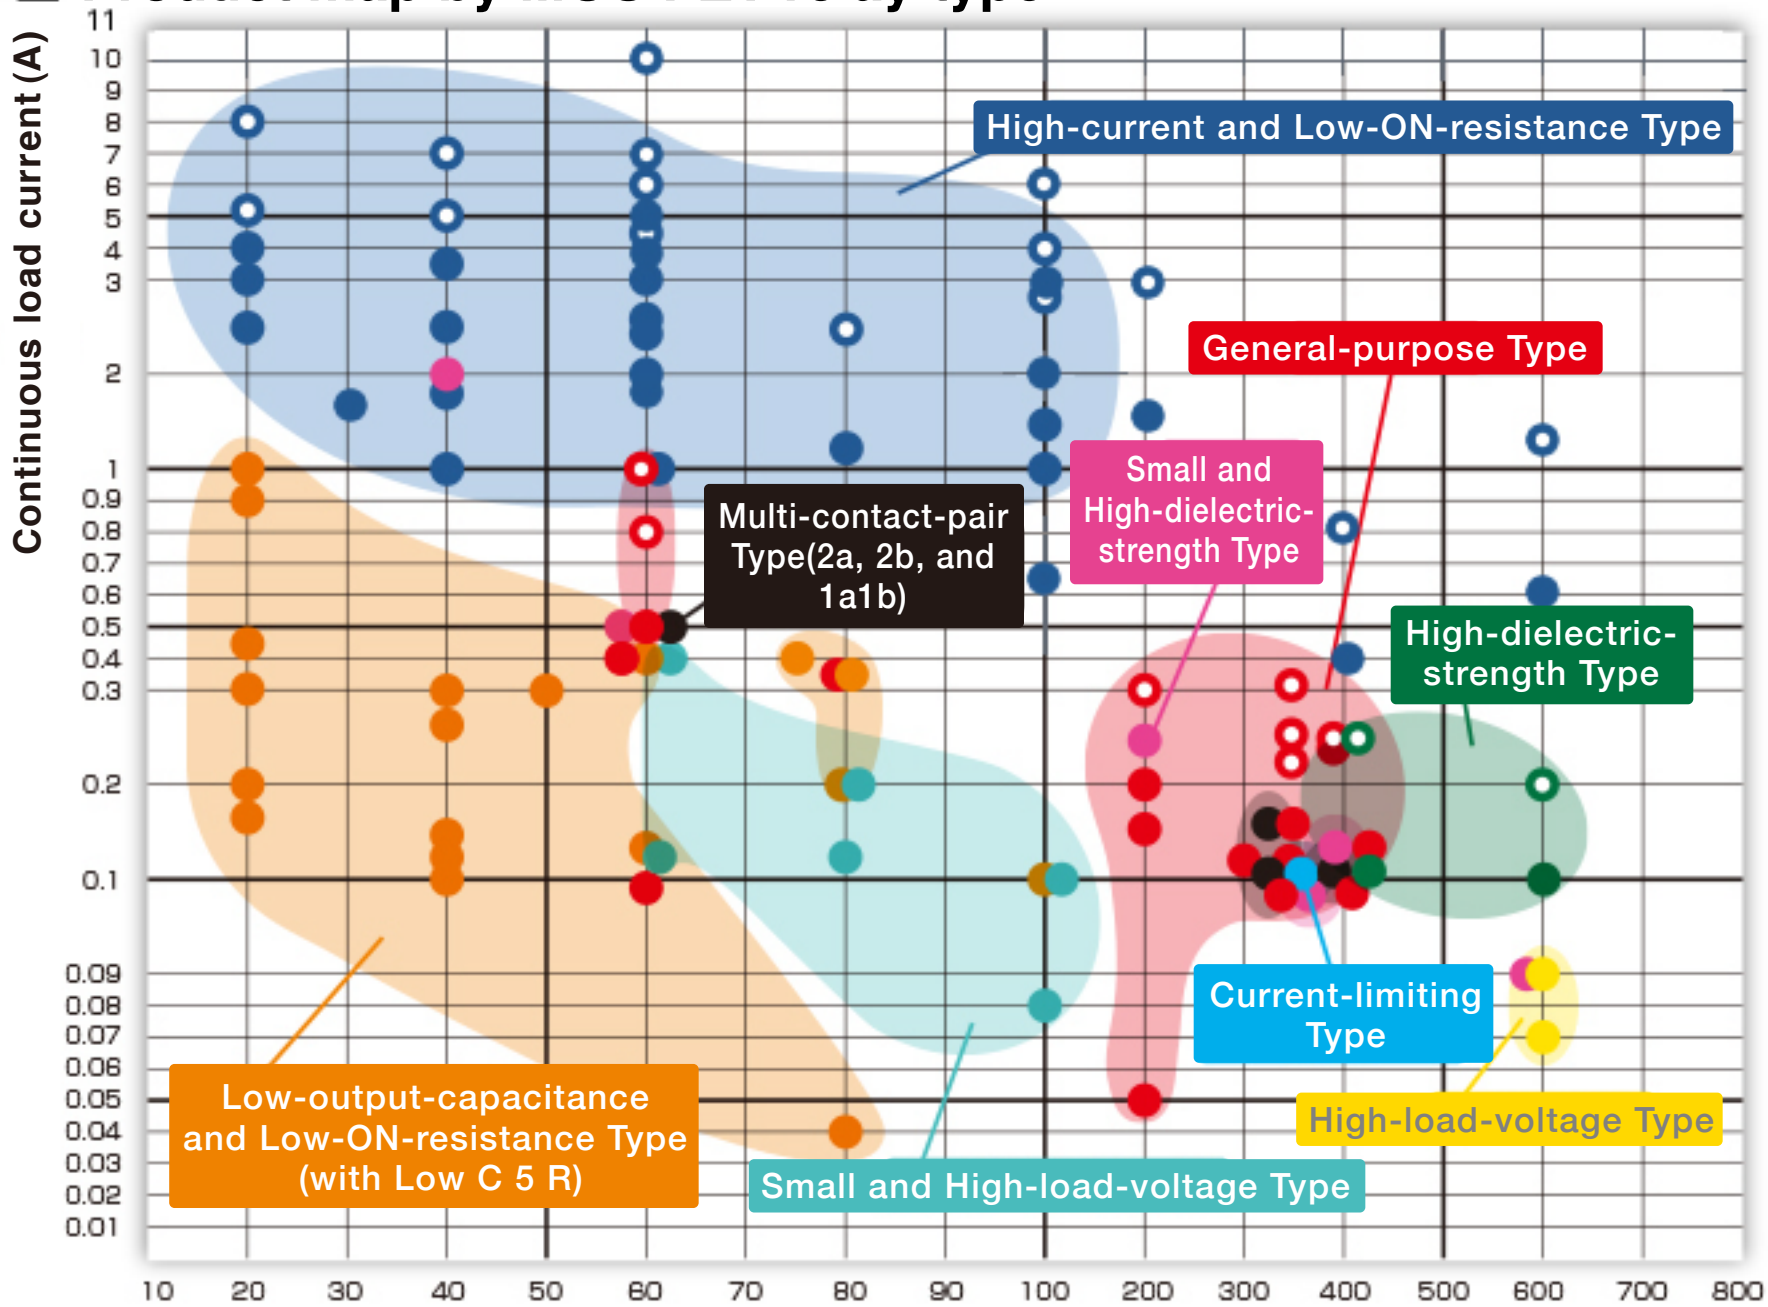 Continuous load current (A)
11
10
9
8
7
6
5
4
3
2
1
0.9
0.8
0.7
0.6
0.5
0.4
0.3
0.2
0.1
0.09
0.08
0.07
0.06
0.05
0.04
0.03
0.02
0.01
High-current and Low-ON-resistance Type
General-purpose Type
Small and
High-dielectric-
strength Type
Multi-contact-pair
Type(2a, 2b, and
1a1b)
High-dielectric-
strength Type
Current-limiting
Type
High-load-voltage Type
Low-output-capacitance
and Low-ON-resistance Type
(with Low C 5 R)
Small and High-load-voltage Type
10 20 30 40 50 60 70 80 90 100 200 300 400 500 600 700 800